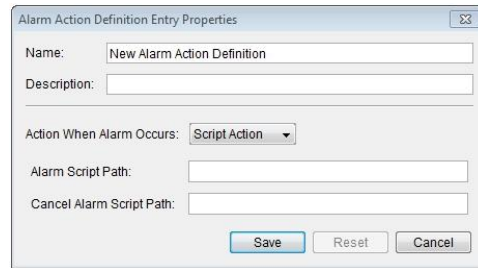 Alarm Action Definition Entry Properties
Name: New Alarm Action Definition
Description:
Action When Alarm Occurs: Script Action
Alarm Script Path:
Cancel Alarm Script Path:
Save Reset Cancel